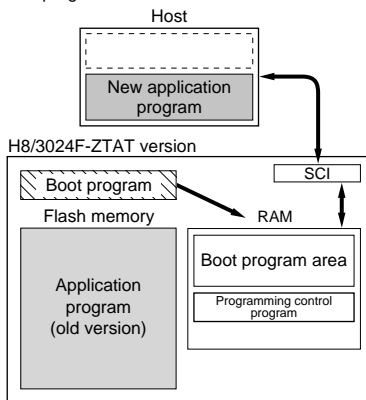 Host
New application
program
H8/3024F-ZTAT version
SCI
Boot program
Flash memory
RAM
Boot program area
Application
program
(old version)
Programming control
program